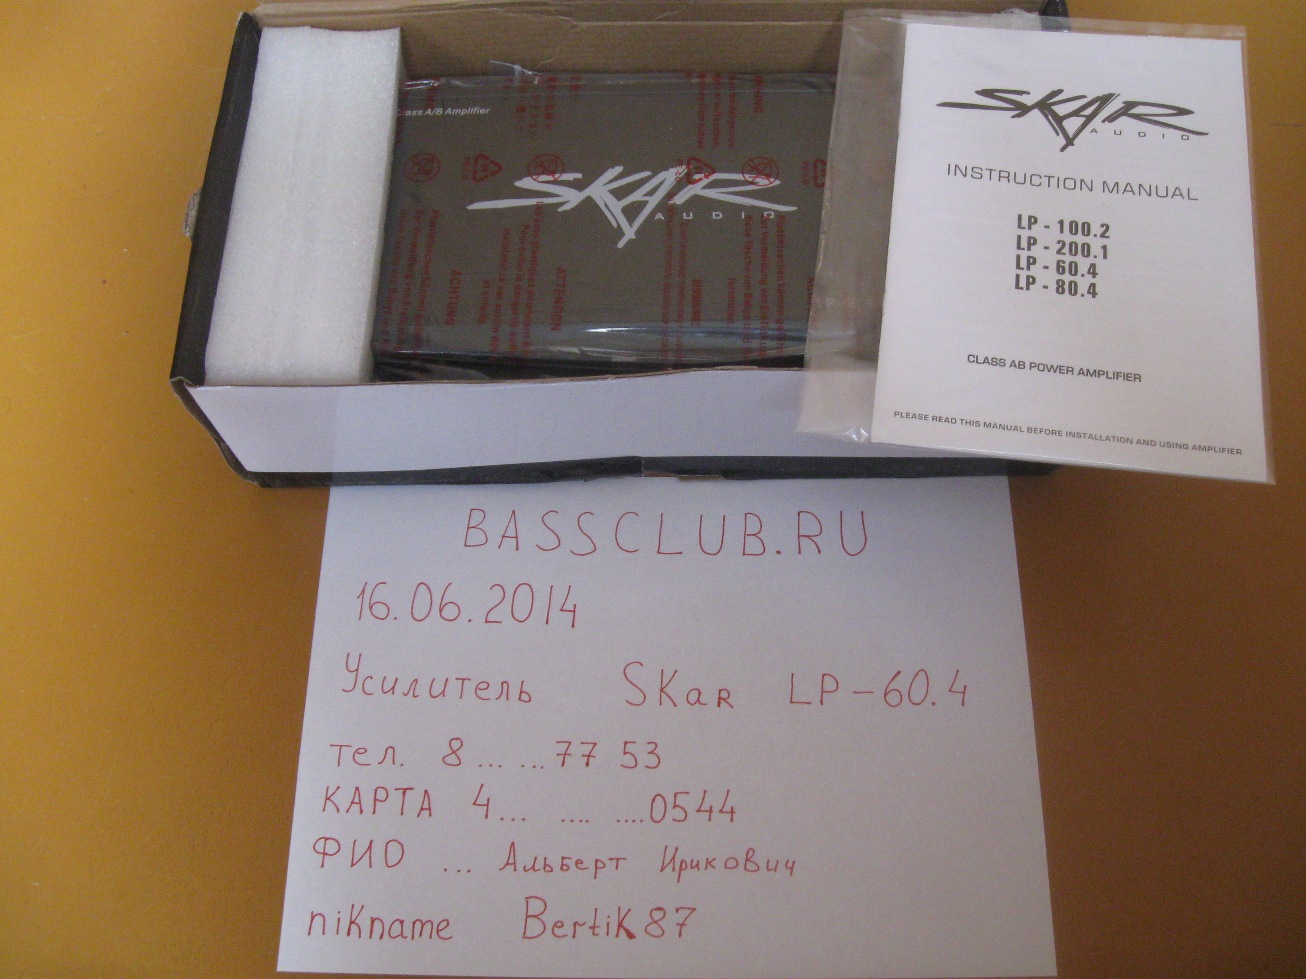 Class A/B Amplifier
SKAR
AUDIO
ATTENTION
ACHTUNG
SKAR
AUDIO
INSTRUCTION MANUAL
LP - 100.2
LP - 200.1
LP - 60.4
LP - 80.4
CLASS AB POWER AMPLIFIER
PLEASE READ THIS MANUAL BEFORE INSTALLATION AND USING AMPLIFIER
BASSCLUB.RU
16.06.2014
Усилитель SKar LP-60.4
тел. 8... ...77 53
КАРТА 4... .... ....0544
ФИО ... Альберт Ирикович
nikname Bertik87